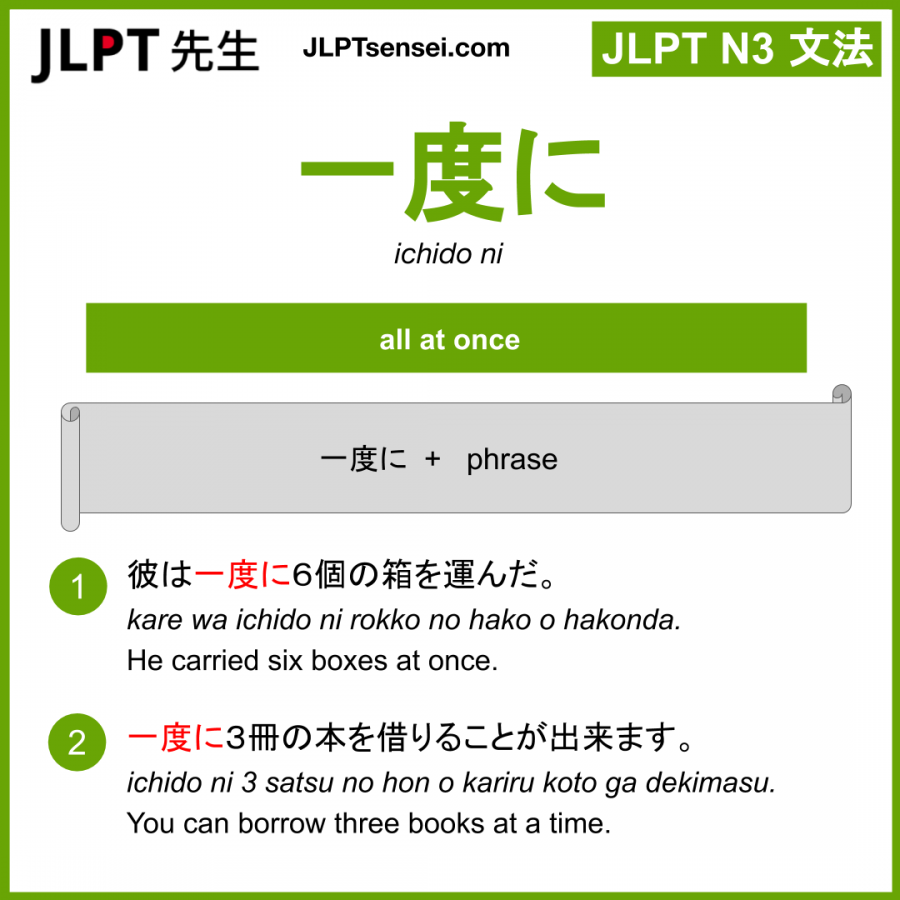 JLPT 先生
JLPTsensei.com
JLPT N3 文法
一度に
ichido ni
all at once
一度に + phrase
1
彼は一度に６個の箱を運んだ。
kare wa ichido ni rokko no hako o hakonda.
He carried six boxes at once.
2
一度に３冊の本を借りることが出来ます。
ichido ni 3 satsu no hon o kariru koto ga dekimasu.
You can borrow three books at a time.